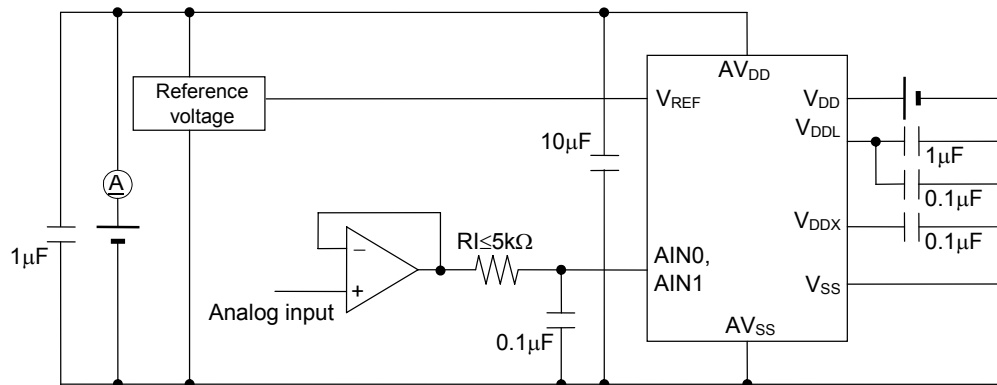 AVDD
Reference
voltage
VREF
VDD
VDDL
10μF
1μF
A
0.1μF
VDDX
0.1μF
1μF
RI≤5kΩ
−
+
AIN0,
AIN1
VSS
Analog input
0.1μF
AVSS